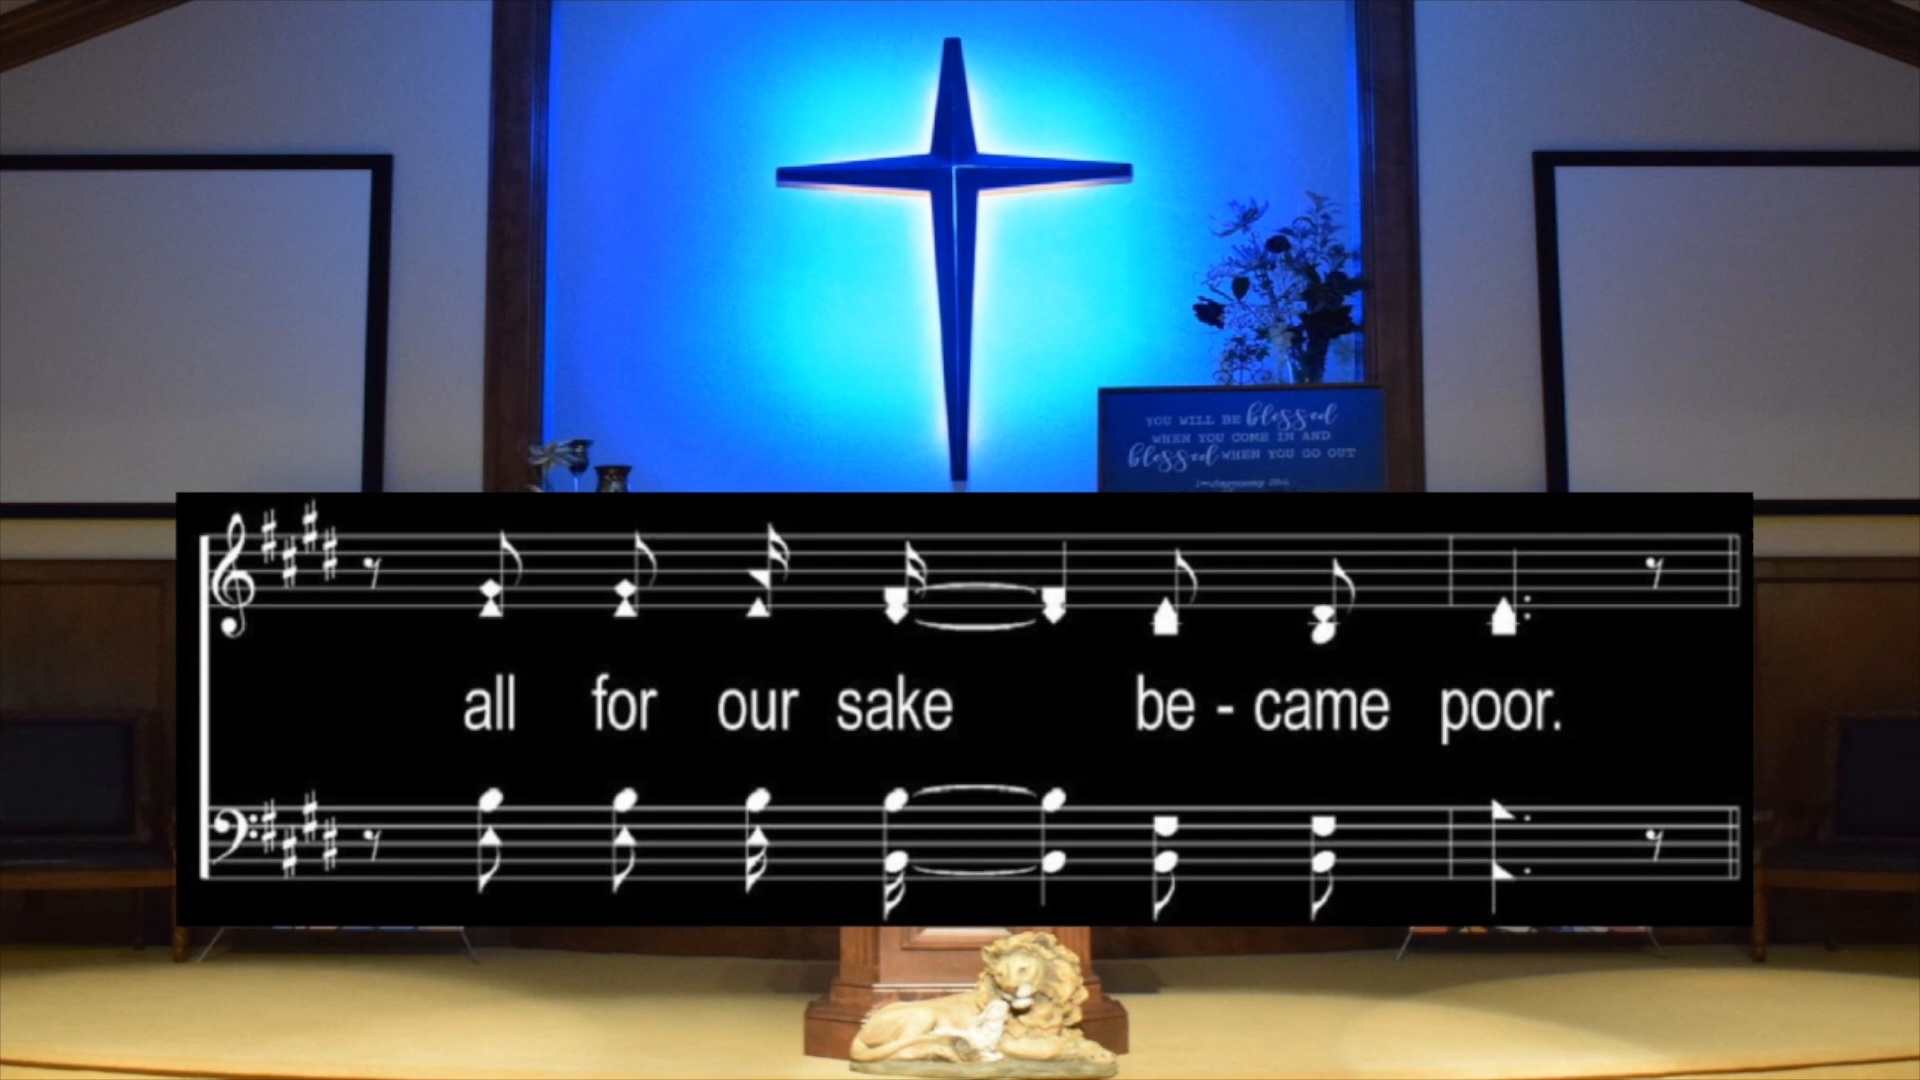 YOU WILL BE blessed
WHEN YOU COME IN AND
blessed WHEN YOU GO OUT
all for our sake be - came poor.